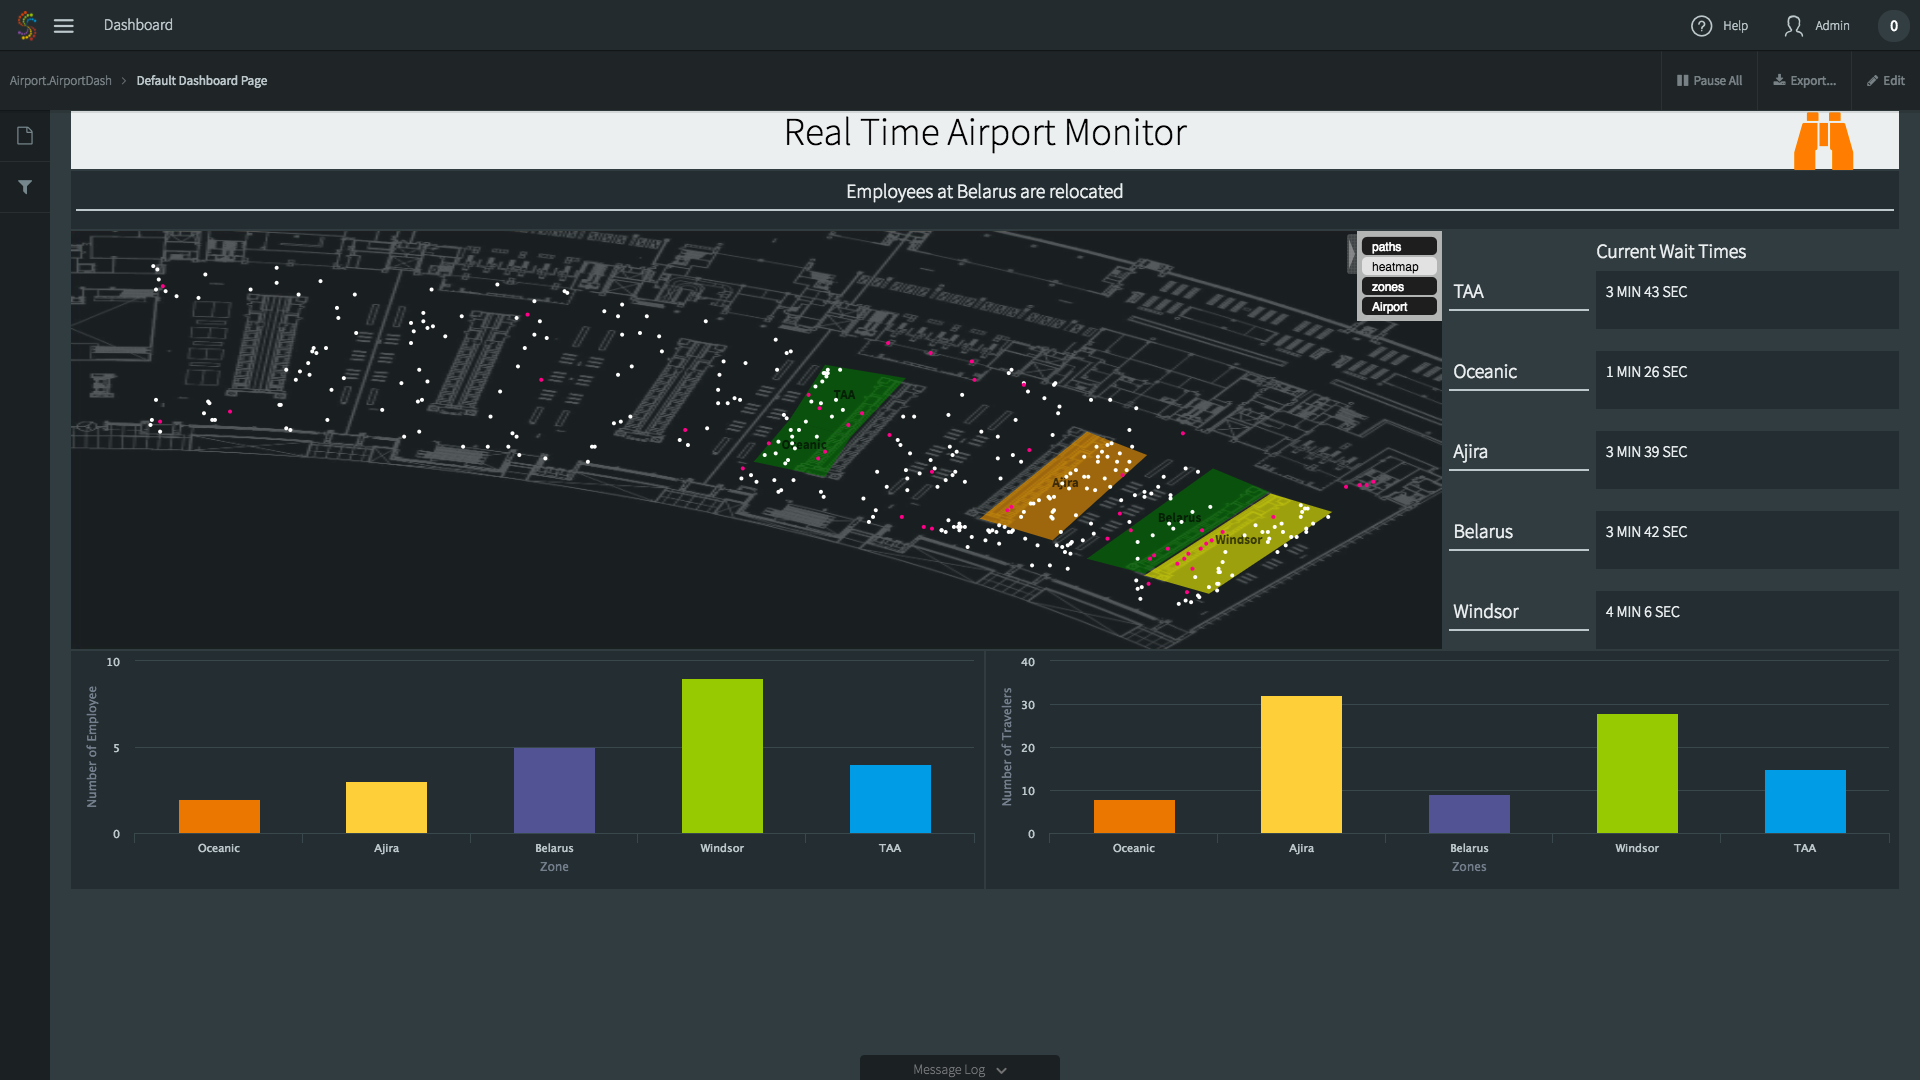 Dashboard
Help
Admin
0
Airport.AirportDash > Default Dashboard Page
Pause All
Export...
Edit
Real Time Airport Monitor
Employees at Belarus are relocated
paths
heatmap
zones
Airport
TAA
Oceanic
Ajira
Belarus
Windsor
Current Wait Times
TAA
3 MIN 43 SEC
Oceanic
1 MIN 26 SEC
Ajira
3 MIN 39 SEC
Belarus
3 MIN 42 SEC
Windsor
4 MIN 6 SEC
Number of Employee
10
5
0
Oceanic
Ajira
Belarus
Windsor
TAA
Zone
Number of Travelers
40
30
20
10
0
Oceanic
Ajira
Belarus
Windsor
TAA
Zones
Message Log